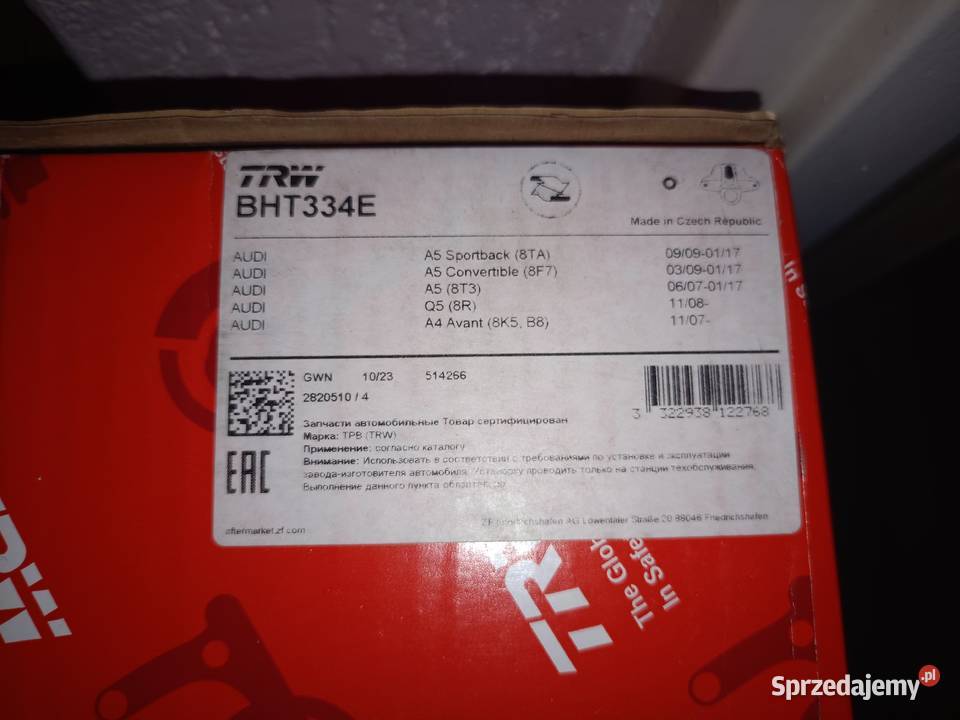 TRW
BHT334E
Made in Czech Republic
AUDI A5 Sportback (8TA) 09/09-01/17
AUDI A5 Convertible (8F7) 03/09-01/17
AUDI A5 (8T3) 06/07-01/17
AUDI Q5 (8R) 11/08-
AUDI A4 Avant (8K5, B8) 11/07-
GWN 10/23 514266
2820510 / 4
3 322938 122768
Запчасти автомобильные Товар сертифицирован
Марка: ТРВ (TRW)
Применение: согласно каталогу
Внимание: Использовать в соответствии с требованиями по установке и эксплуатации
завода-изготовителя автомобиля. Установку проводить только на станции техобслуживания.
Выполнение данного пункта
EAC
aftermarket.zf.com
ZF Friedrichshafen AG Löwentaler Straße 20 88046 Friedrichshafen
in S
TRW
The Glob
In Safe
TR
Sprzedajemy.pl